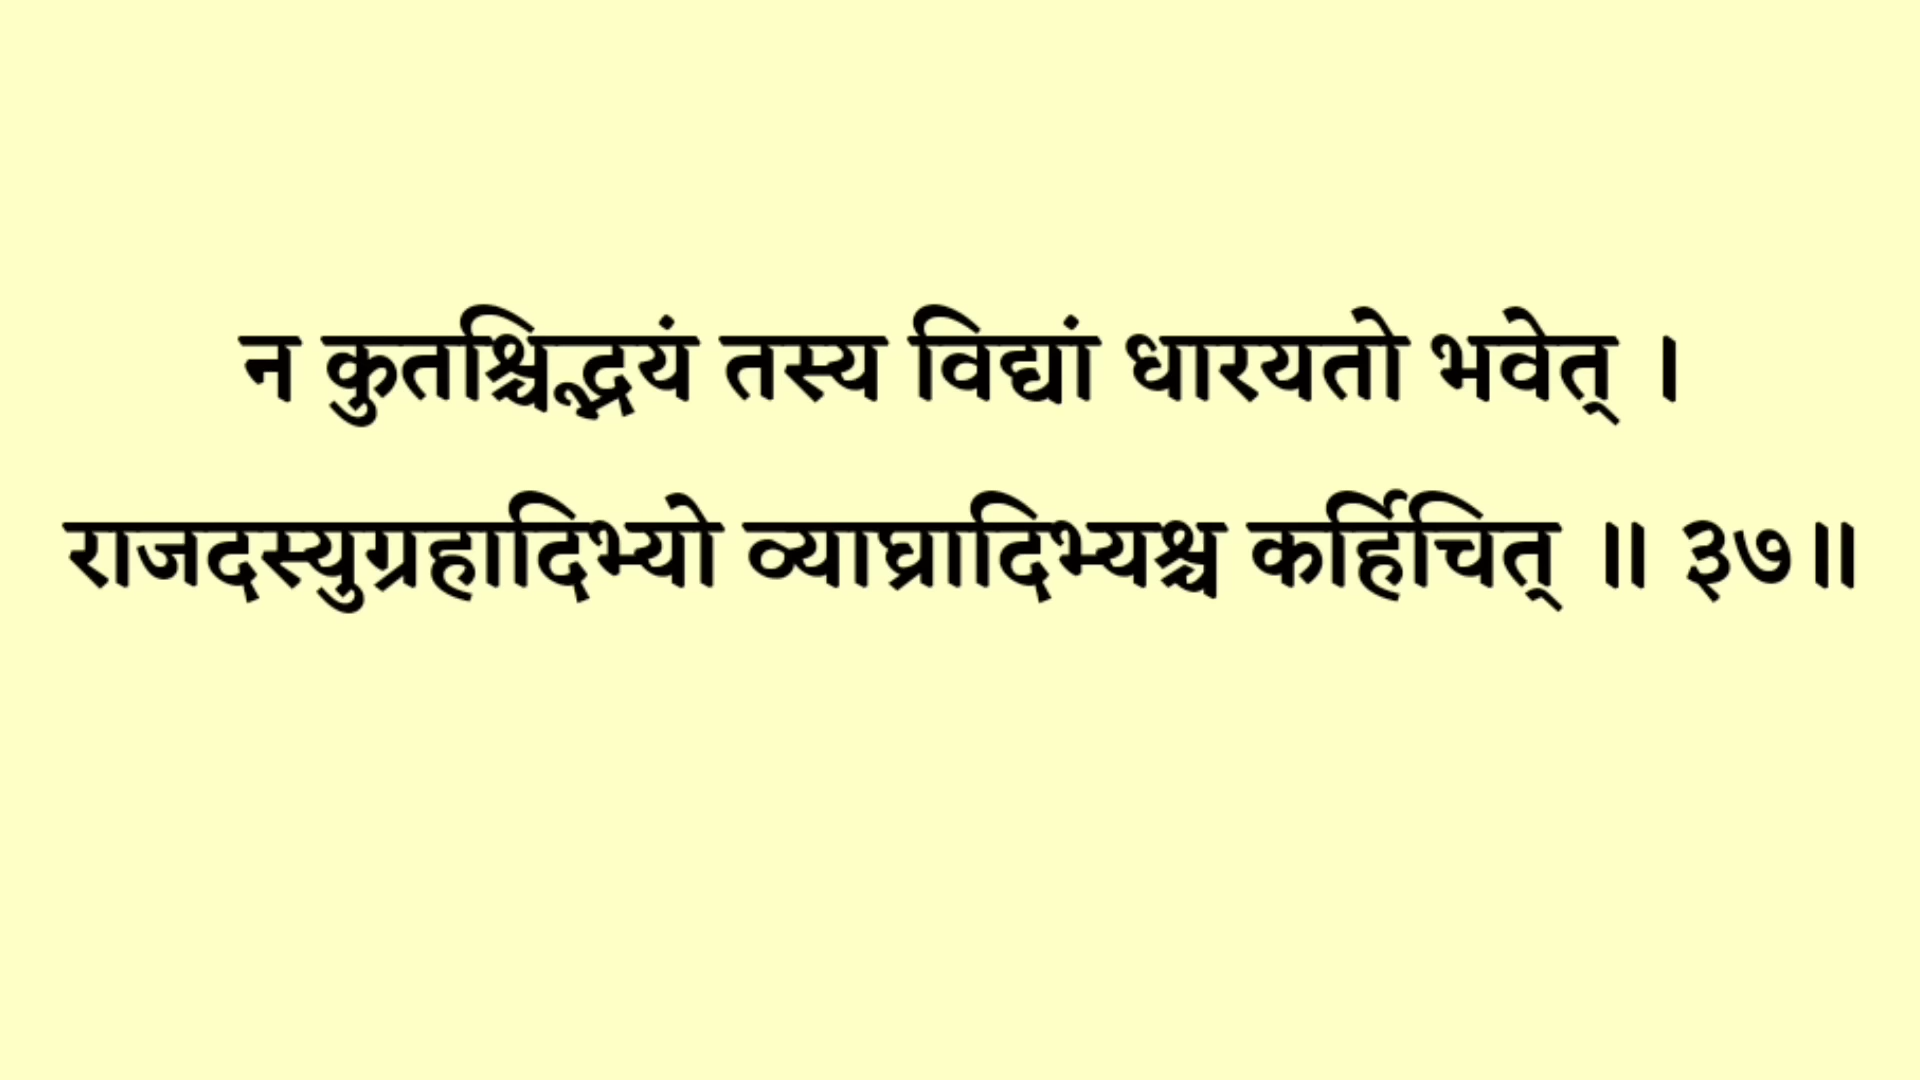 न कुतश्चिद्भयं तस्य विद्यां धारयतो भवेत् ।
राजदस्युग्रहादिभ्यो व्याघ्रादिभ्यश्च कर्हिचित् ॥ ३७॥